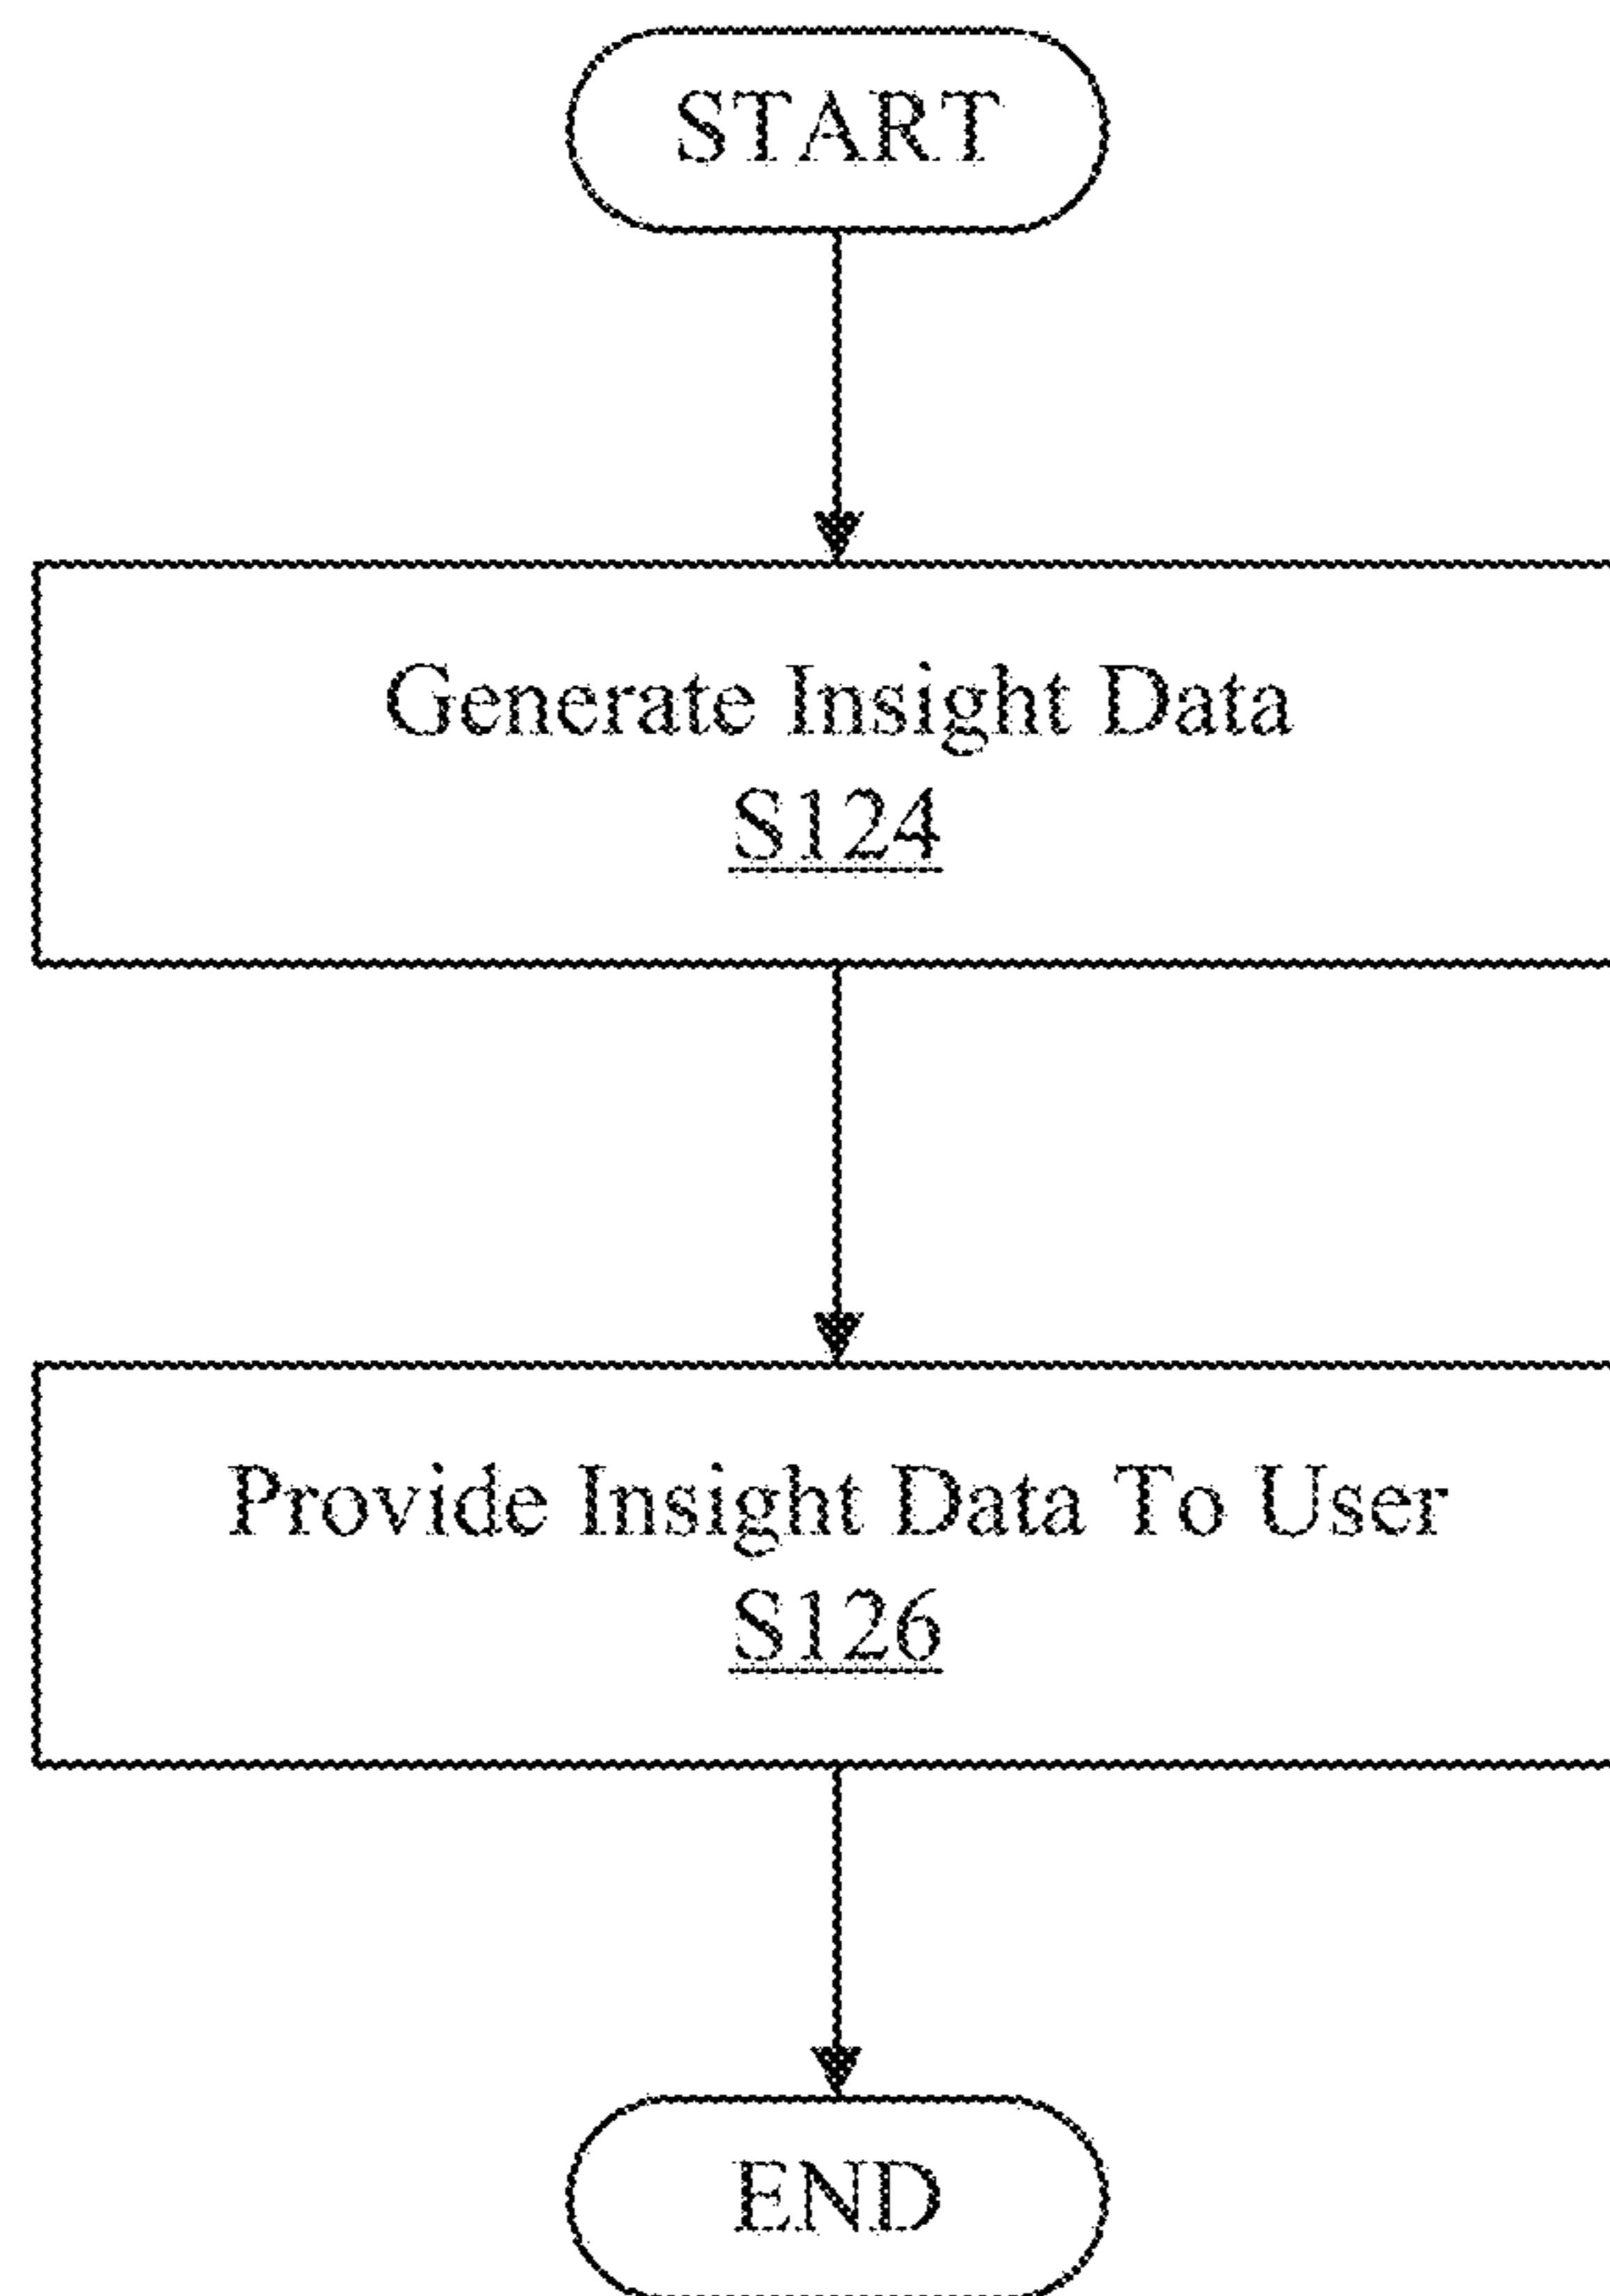 START
Generate Insight Data
S124
Provide Insight Data To User
S126
END